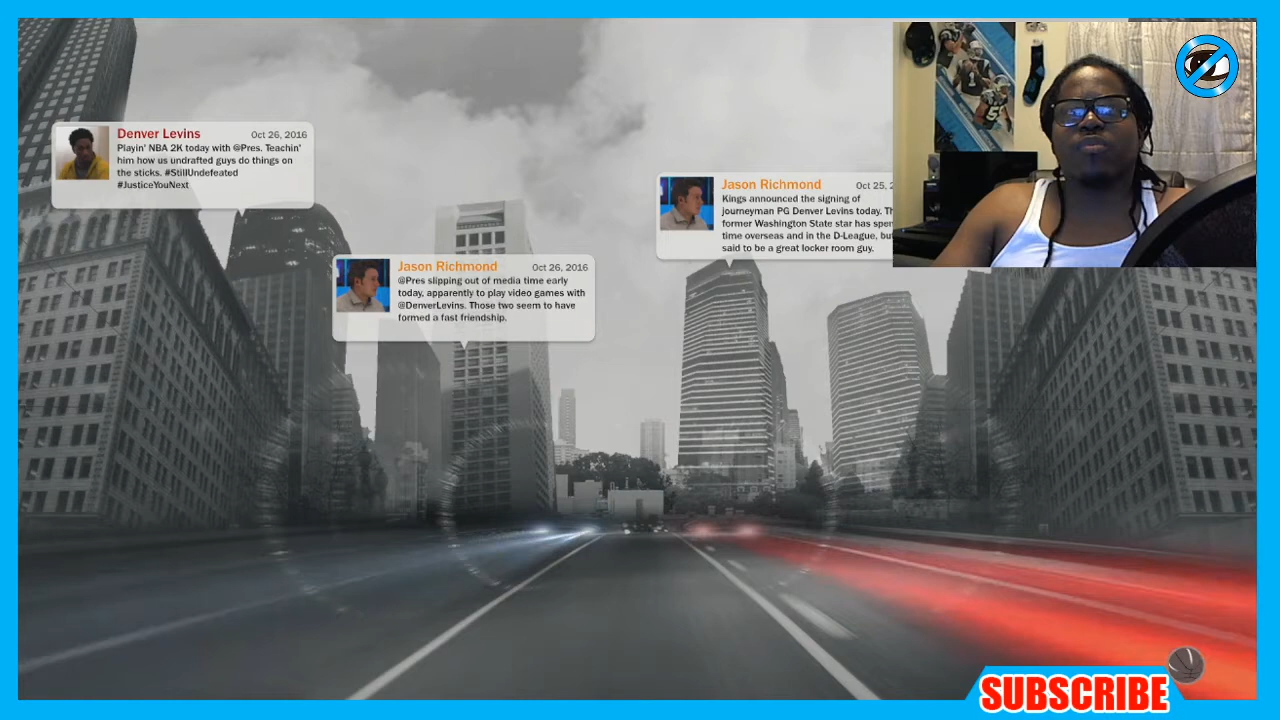 Denver Levins Oct 26, 2016
Playin' NBA 2K today with @Pres. Teachin'
him how us undrafted guys do things on
the sticks. #StillUndefeated
#JusticeYouNext
Jason Richmond Oct 26, 2016
@Pres slipping out of media time early
today, apparently to play video games with
@DenverLevins. Those two seem to have
formed a fast friendship.
Jason Richmond Oct 25,
Kings announced the signing of
journeyman PG Denver Levins today.
former Washington State star has
time overseas and in the D-League,
said to be a great locker room guy.
1
5
SUBSCRIBE